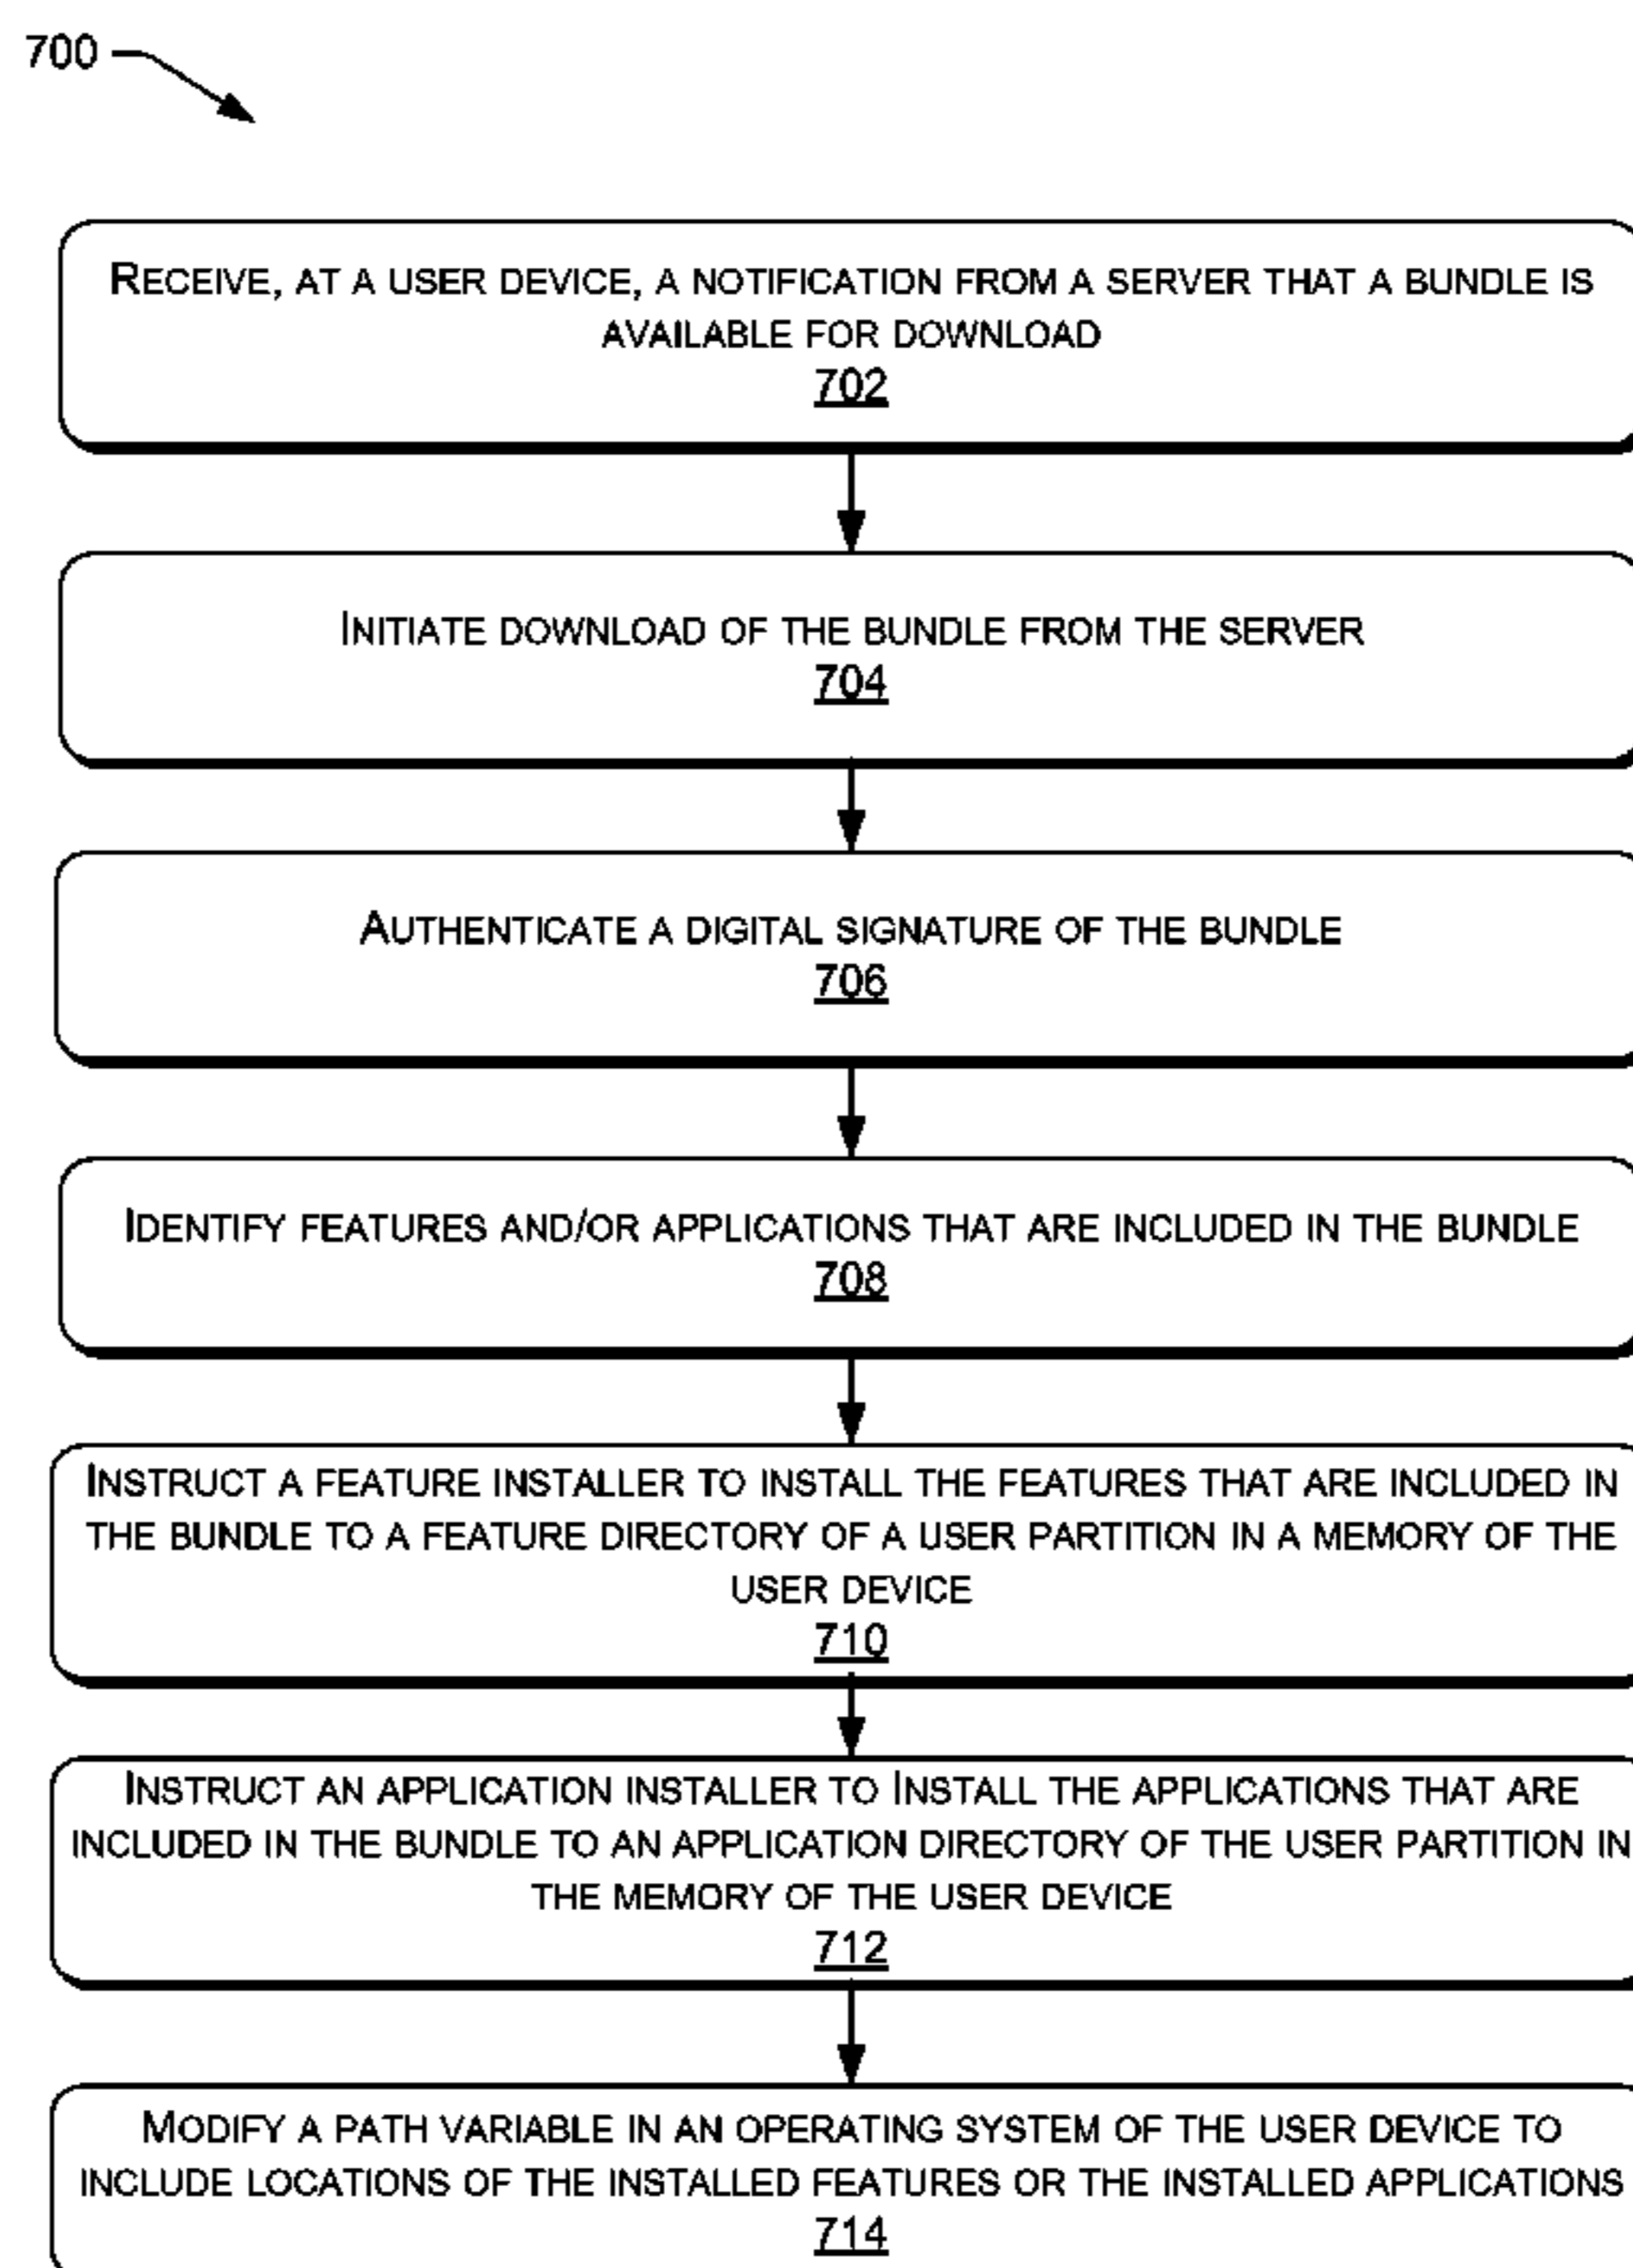 700
RECEIVE, AT A USER DEVICE, A NOTIFICATION FROM A SERVER THAT A BUNDLE IS
AVAILABLE FOR DOWNLOAD
702
INITIATE DOWNLOAD OF THE BUNDLE FROM THE SERVER
704
AUTHENTICATE A DIGITAL SIGNATURE OF THE BUNDLE
706
IDENTIFY FEATURES AND/OR APPLICATIONS THAT ARE INCLUDED IN THE BUNDLE
708
INSTRUCT A FEATURE INSTALLER TO INSTALL THE FEATURES THAT ARE INCLUDED IN
THE BUNDLE TO A FEATURE DIRECTORY OF A USER PARTITION IN A MEMORY OF THE
USER DEVICE
710
INSTRUCT AN APPLICATION INSTALLER TO INSTALL THE APPLICATIONS THAT ARE
INCLUDED IN THE BUNDLE TO AN APPLICATION DIRECTORY OF THE USER PARTITION IN
THE MEMORY OF THE USER DEVICE
712
MODIFY A PATH VARIABLE IN AN OPERATING SYSTEM OF THE USER DEVICE TO
INCLUDE LOCATIONS OF THE INSTALLED FEATURES OR THE INSTALLED APPLICATIONS
714